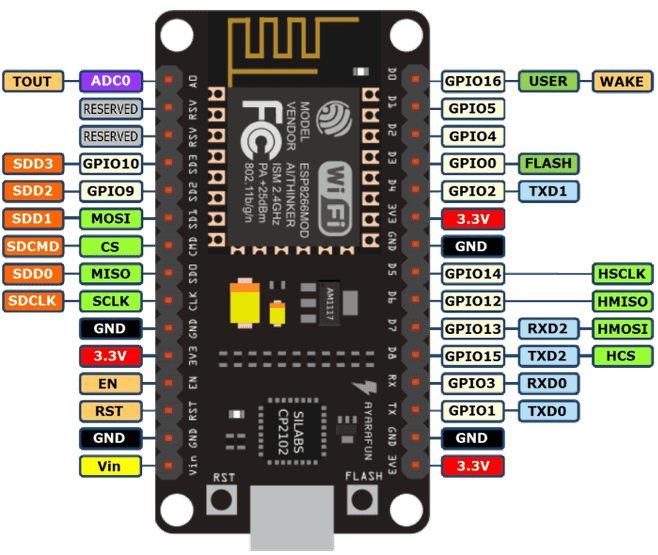 TOUT ADC0 A0 D0 GPIO16 USER WAKE
RESERVED RSV D1 GPIO5
RESERVED RSV D2 GPIO4
SDD3 GPIO10 SD3 D3 GPIO0 FLASH
SDD2 GPIO9 SD2 D4 GPIO2 TXD1
SDD1 MOSI SD1 3V3 3.3V
SDCMD CS CMD GND GND
SDD0 MISO SD0 D5 GPIO14 HSCLK
SDCLK SCLK CLK D6 GPIO12 HMISO
GND GND D7 GPIO13 RXD2 HMOSI
3.3V 3V3 D8 GPIO15 TXD2 HCS
EN EN RX GPIO3 RXD0
RST RST TX GPIO1 TXD0
GND GND GND GND
Vin Vin 3V3 3.3V
MODEL ESP8266MOD
VENDOR AI/THINKER
ISM 2.4GHz
PA +25dBm
802.11b/g/n
FC
Wi Fi
AM1117
SILABS
CP2102
AYARAFUN
RST
FLASH